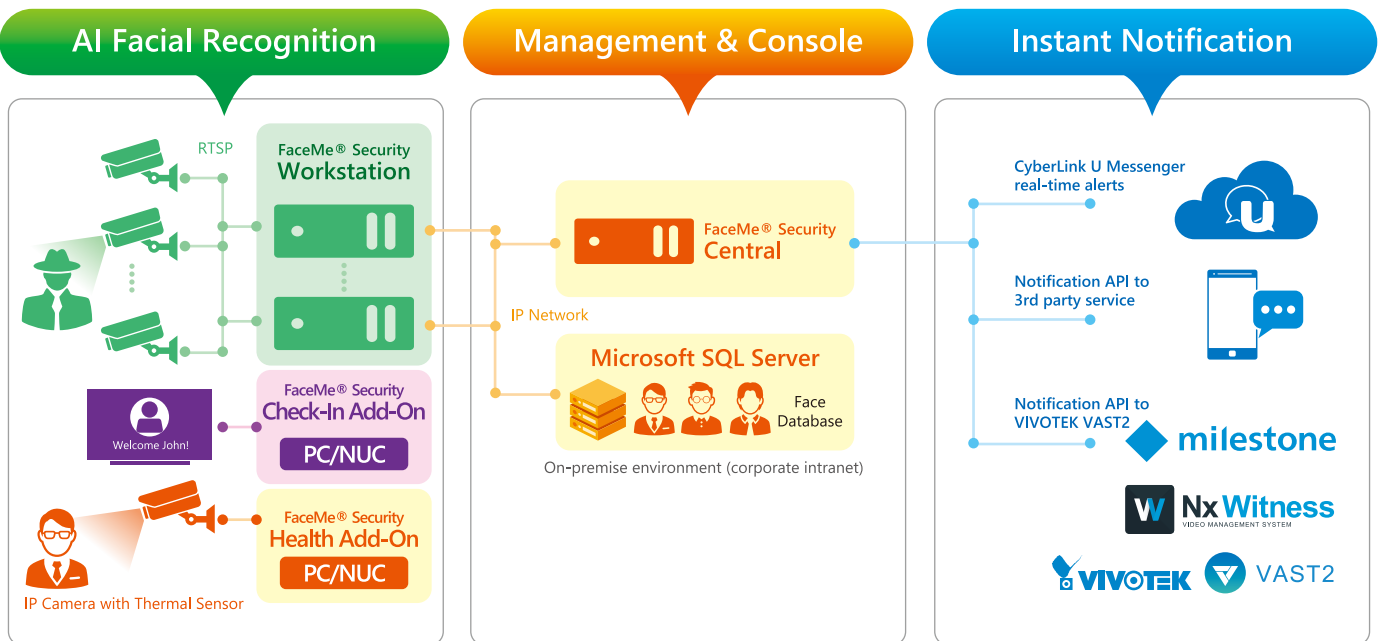 AI Facial Recognition
Management & Console
Instant Notification
RTSP
FaceMe® Security
Workstation
FaceMe® Security
Check-In Add-On
PC/NUC
Welcome John!
FaceMe® Security
Health Add-On
PC/NUC
IP Camera with Thermal Sensor
FaceMe® Security
Central
IP Network
Microsoft SQL Server
Face
Database
On-premise environment (corporate intranet)
CyberLink U Messenger
real-time alerts
U
Notification API to
3rd party service
Notification API to
VIVOTEK VAST2
milestone
W Nx Witness
VIDEO MANAGEMENT SYSTEM
VIVOTEK
VAST2